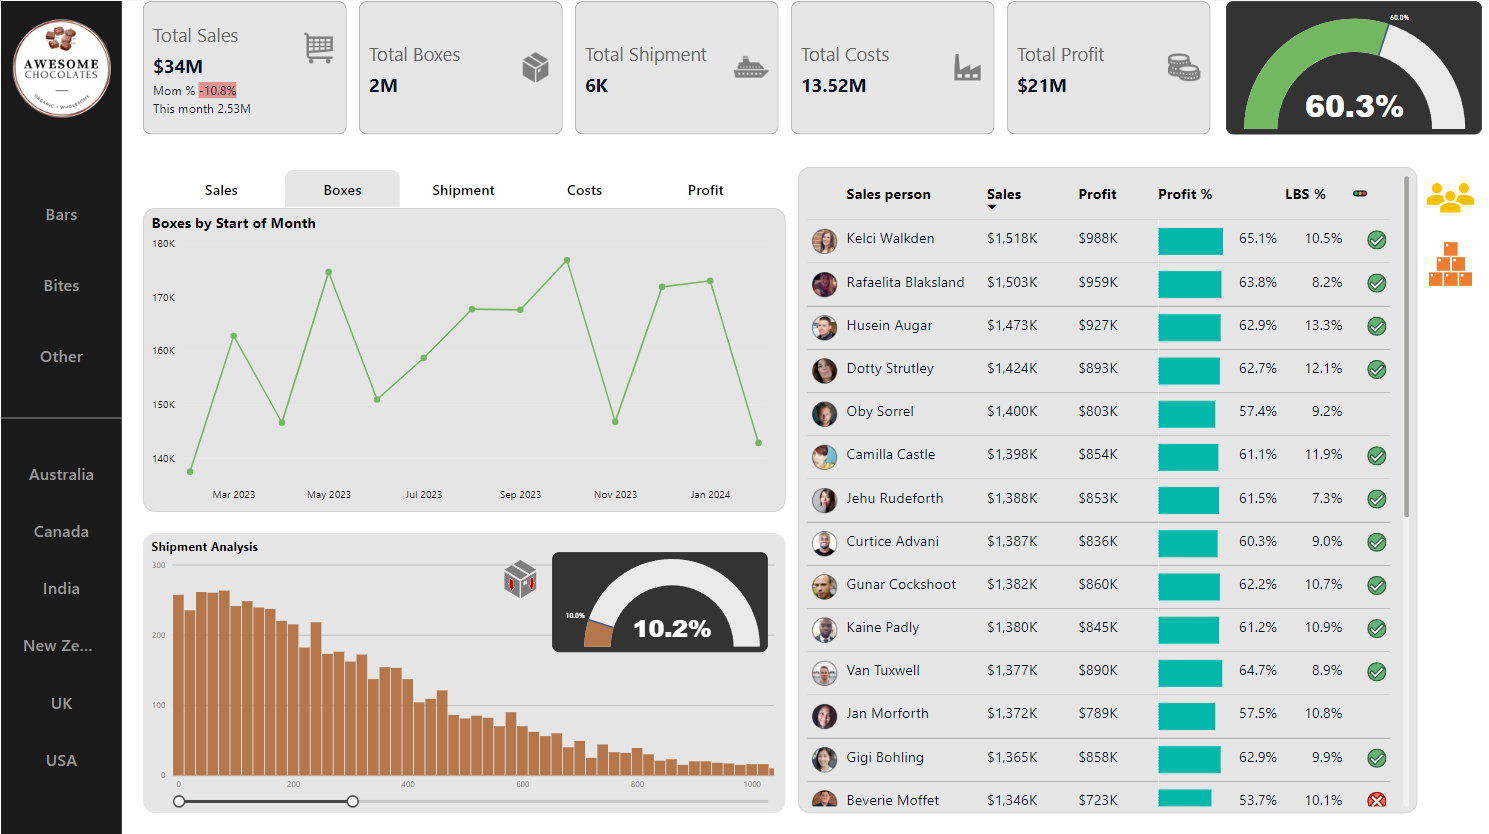 AWESOME
CHOCOLATES
ORGANIC • WHOLESOME
Bars
Bites
Other
Australia
Canada
India
New Ze...
UK
USA
Total Sales
$34M
Mom % -10.8%
This month 2.53M
Total Boxes
2M
Total Shipment
6K
Total Costs
13.52M
Total Profit
$21M
60.0%
60.3%
Sales Boxes Shipment Costs Profit
Boxes by Start of Month
180K
170K
160K
150K
140K
Mar 2023 May 2023 Jul 2023 Sep 2023 Nov 2023 Jan 2024
Shipment Analysis
300
200
100
0
0 200 400 600 800 1000
10.0%
10.2%
Sales person Sales Profit Profit % LBS %
Kelci Walkden $1,518K $988K 65.1% 10.5%
Rafaelita Blaksland $1,503K $959K 63.8% 8.2%
Husein Augar $1,473K $927K 62.9% 13.3%
Dotty Strutley $1,424K $893K 62.7% 12.1%
Oby Sorrel $1,400K $803K 57.4% 9.2%
Camilla Castle $1,398K $854K 61.1% 11.9%
Jehu Rudeforth $1,388K $853K 61.5% 7.3%
Curtice Advani $1,387K $836K 60.3% 9.0%
Gunar Cockshoot $1,382K $860K 62.2% 10.7%
Kaine Padly $1,380K $845K 61.2% 10.9%
Van Tuxwell $1,377K $890K 64.7% 8.9%
Jan Morforth $1,372K $789K 57.5% 10.8%
Gigi Bohling $1,365K $858K 62.9% 9.9%
Beverie Moffet $1,346K $723K 53.7% 10.1%